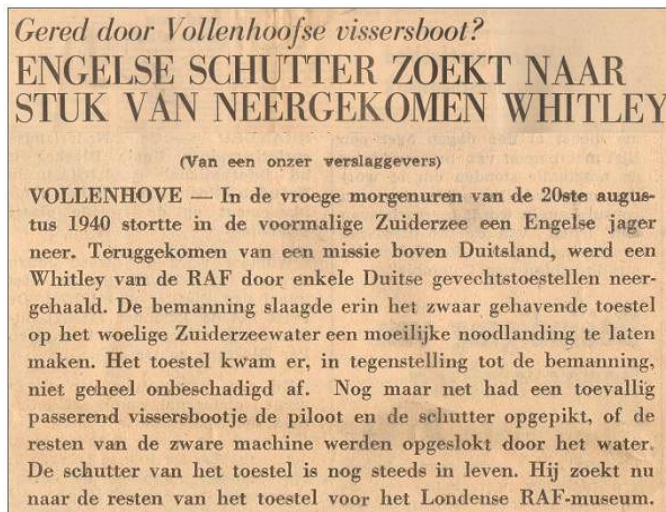 Gered door Vollenhoofse vissersboot?
ENGELSE SCHUTTER ZOEKT NAAR
STUK VAN NEERGEKOMEN WHITLEY
(Van een onzer verslaggevers)
VOLLENHOVE — In de vroege morgenuren van de 20ste augus-
tus 1940 stortte in de voormalige Zuiderzee een Engelse jager
neer. Teruggekomen van een missie boven Duitsland, werd een
Whitley van de RAF door enkele Duitse gevechtstoestellen neer-
gehaald. De bemanning slaagde erin het zwaar gehavende toestel
op het woelige Zuiderzeewater een moeilijke noodlanding te laten
maken. Het toestel kwam er, in tegenstelling tot de bemanning,
niet geheel onbeschadigd af. Nog maar net had een toevallig
passerend vissersbootje de piloot en de schutter opgepikt, of de
resten van de zware machine werden opgeslokt door het water.
De schutter van het toestel is nog steeds in leven. Hij zoekt nu
naar de resten van het toestel voor het Londense RAF-museum.